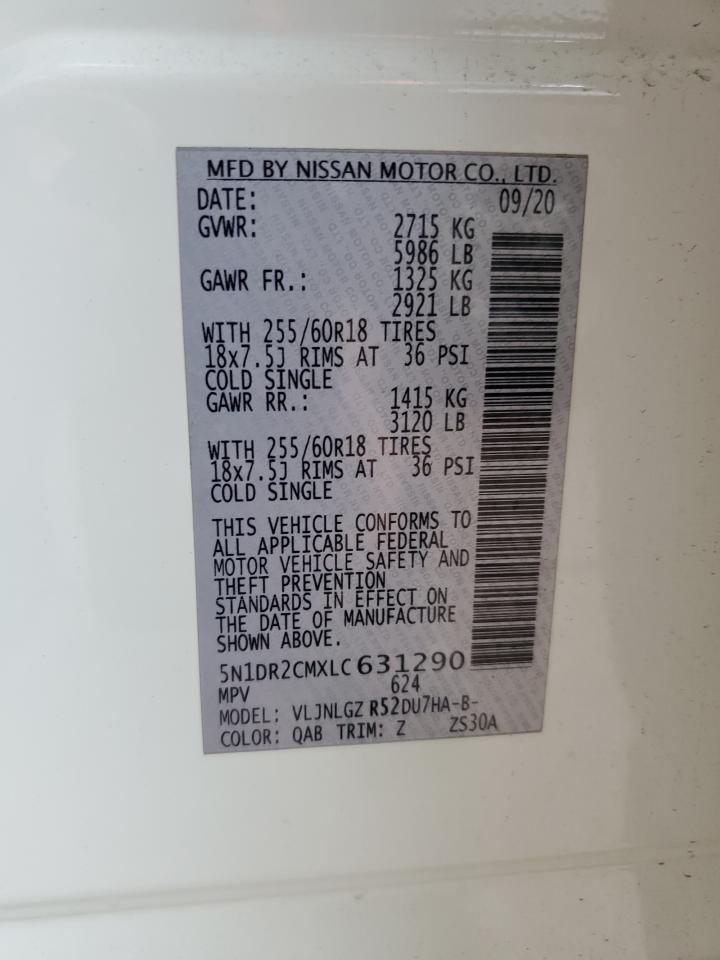 MFD BY NISSAN MOTOR CO., LTD.
DATE: 09/20
GVWR: 2715 KG
5986 LB
GAWR FR.: 1325 KG
2921 LB
WITH 255/60R18 TIRES
18x7.5J RIMS AT 36 PSI
COLD SINGLE
GAWR RR.: 1415 KG
3120 LB
WITH 255/60R18 TIRES
18x7.5J RIMS AT 36 PSI
COLD SINGLE
THIS VEHICLE CONFORMS TO
ALL APPLICABLE FEDERAL
MOTOR VEHICLE SAFETY AND
THEFT PREVENTION
STANDARDS IN EFFECT ON
THE DATE OF MANUFACTURE
SHOWN ABOVE.
5N1DR2CMXLC631290
MPV 624
MODEL: VLJNLGZ R52DU7HA-B-
COLOR: QAB TRIM: Z ZS30A